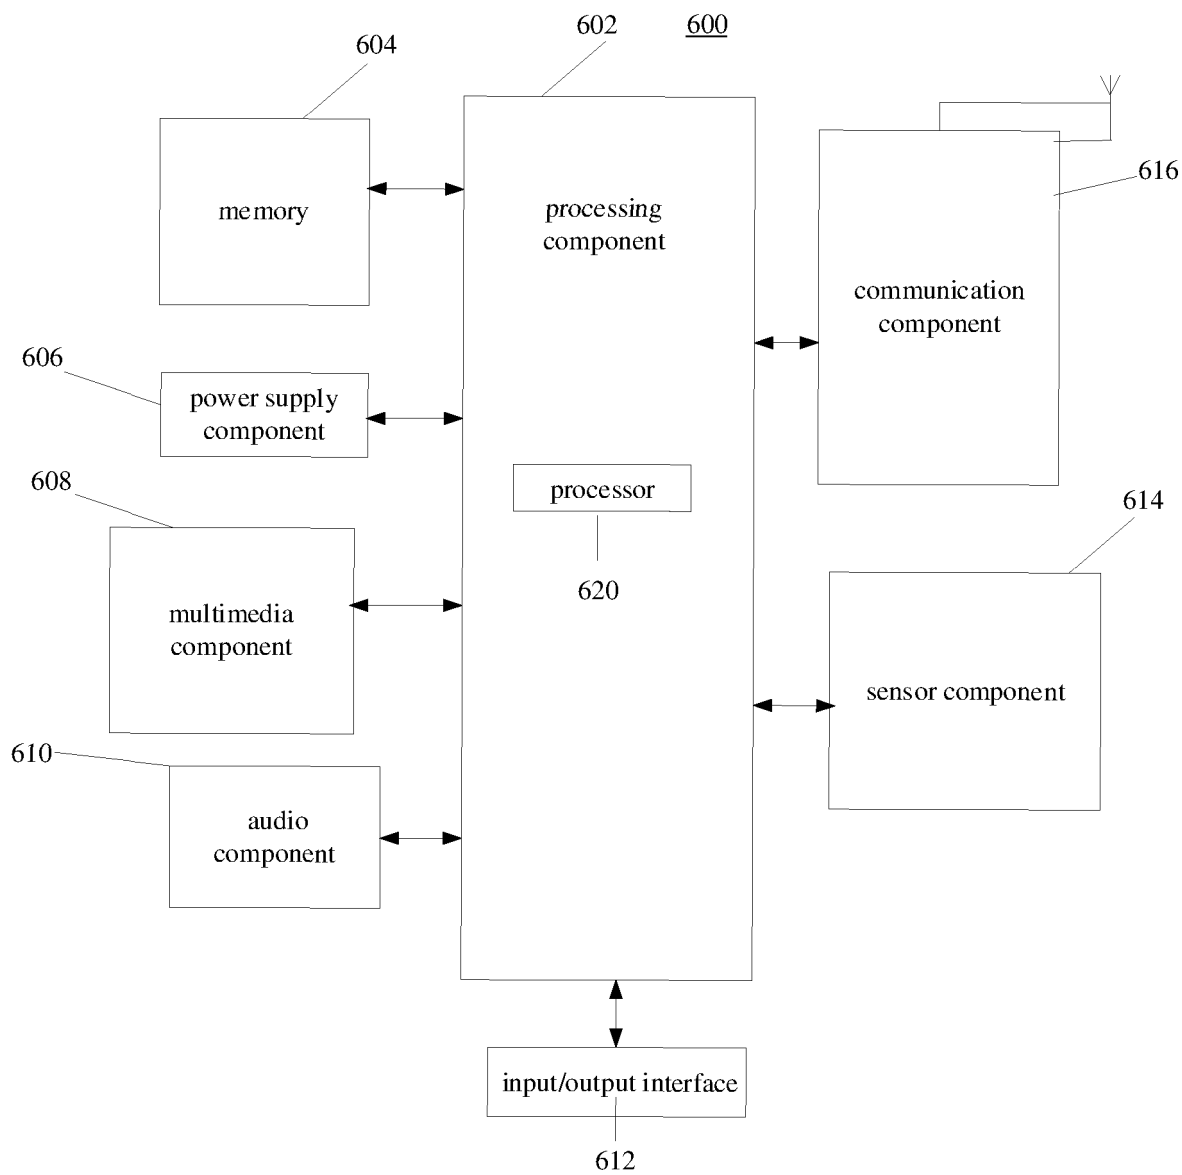 602
600
604
616
memory
processing
component
communication
component
606
power supply
component
608
processor
614
620
multimedia
component
sensor component
610
audio
component
input/output interface
612